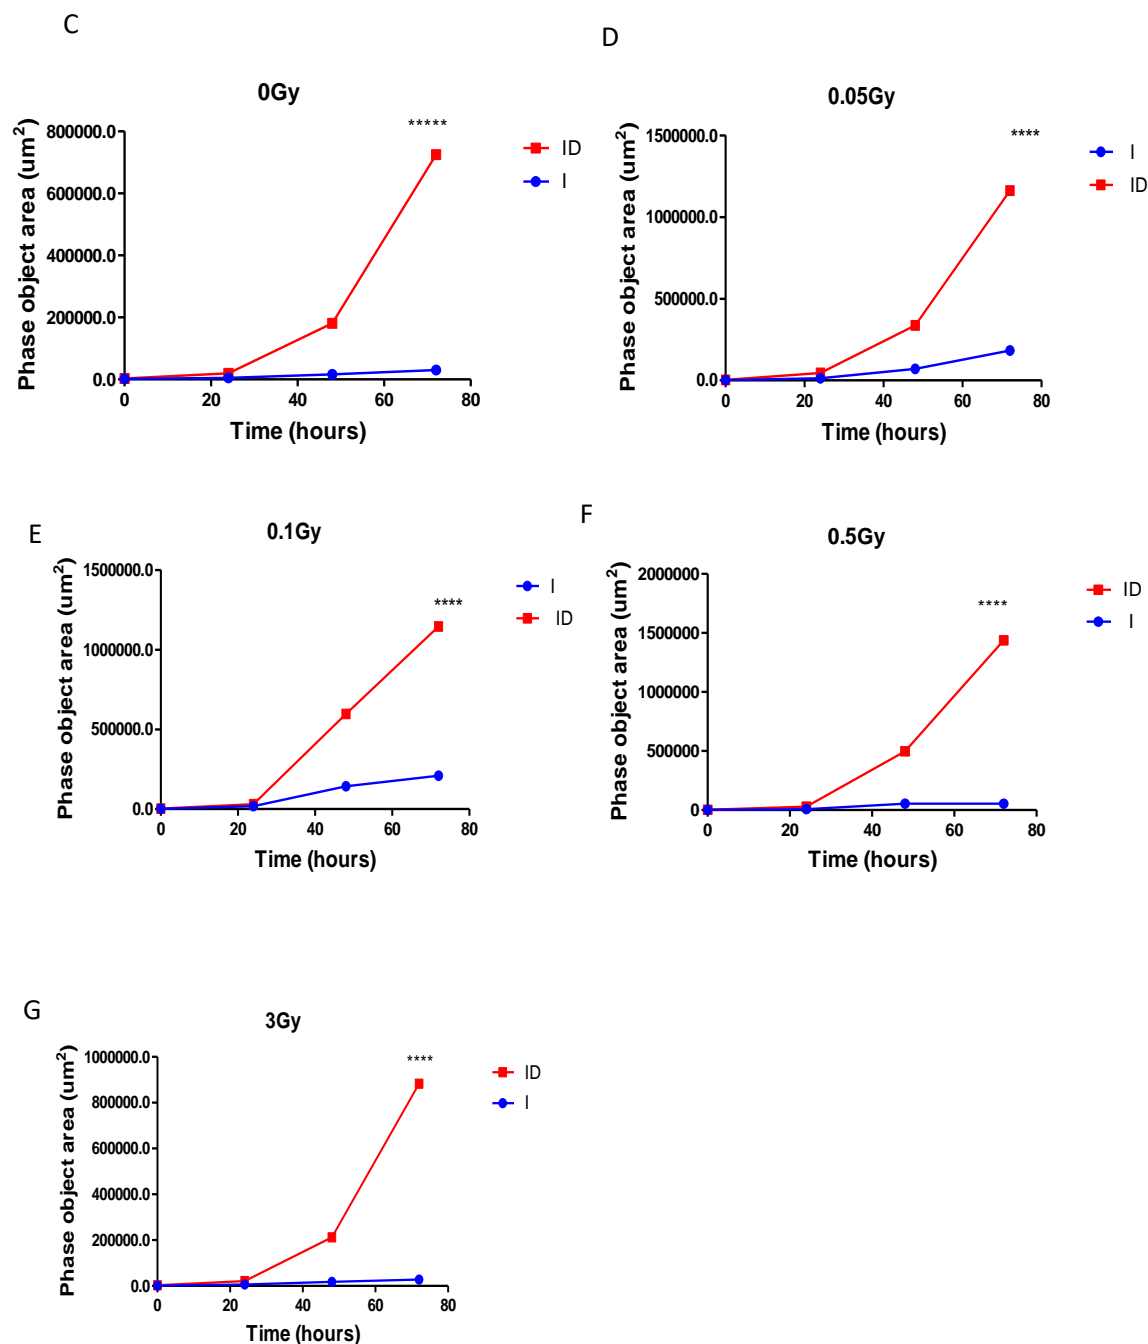 C
0Gy
Phase object area (um²)
800000.0
600000.0
400000.0
200000.0
0.0
0 20 40 60 80
Time (hours)
*****
ID
I
D
0.05Gy
Phase object area (um²)
1500000.0
1000000.0
500000.0
0.0
0 20 40 60 80
Time (hours)
****
I
ID
E
0.1Gy
Phase object area (um²)
1500000.0
1000000.0
500000.0
0.0
0 20 40 60 80
Time (hours)
****
I
ID
F
0.5Gy
Phase object area (um²)
2000000
1500000
1000000
500000
0
0 20 40 60 80
Time (hours)
****
ID
I
G
3Gy
Phase object area (um²)
1000000.0
800000.0
600000.0
400000.0
200000.0
0.0
0 20 40 60 80
Time (hours)
****
ID
I